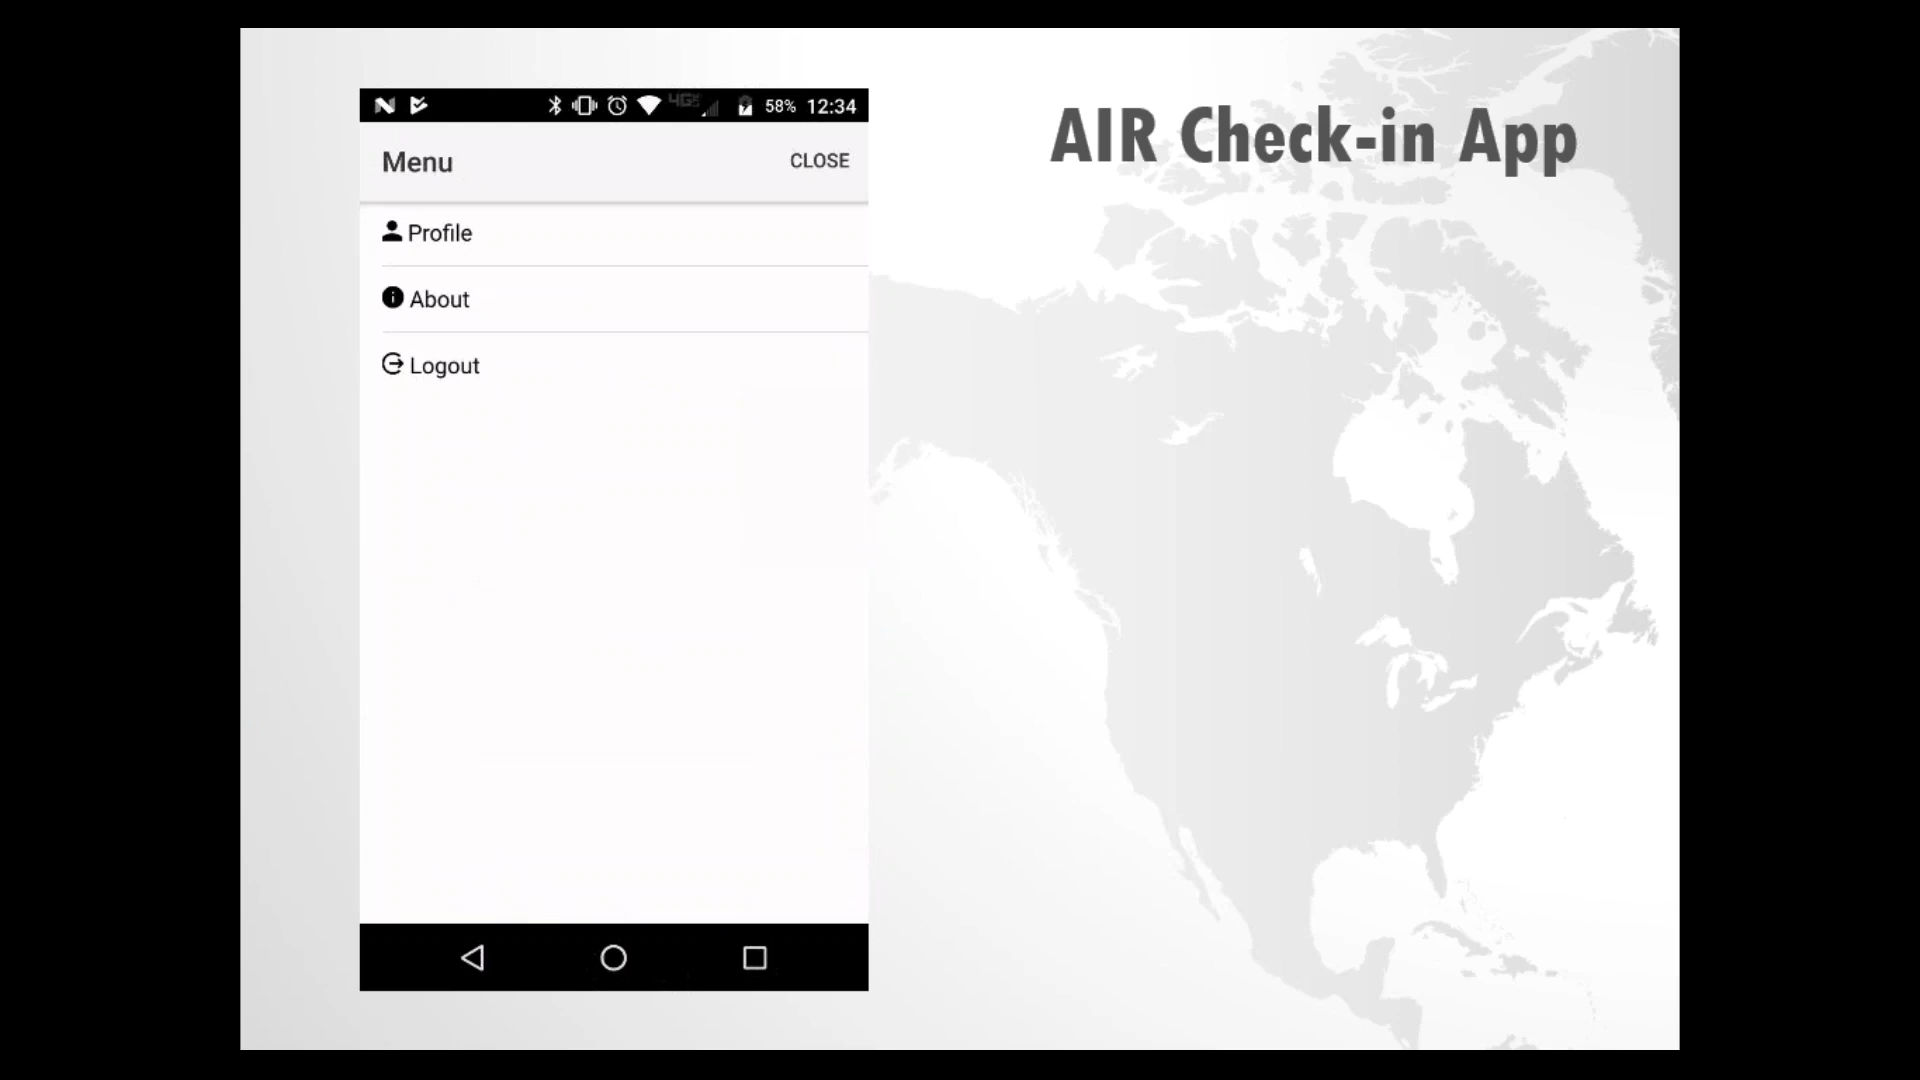 58% 12:34
Menu
CLOSE
Profile
About
Logout
AIR Check-in App